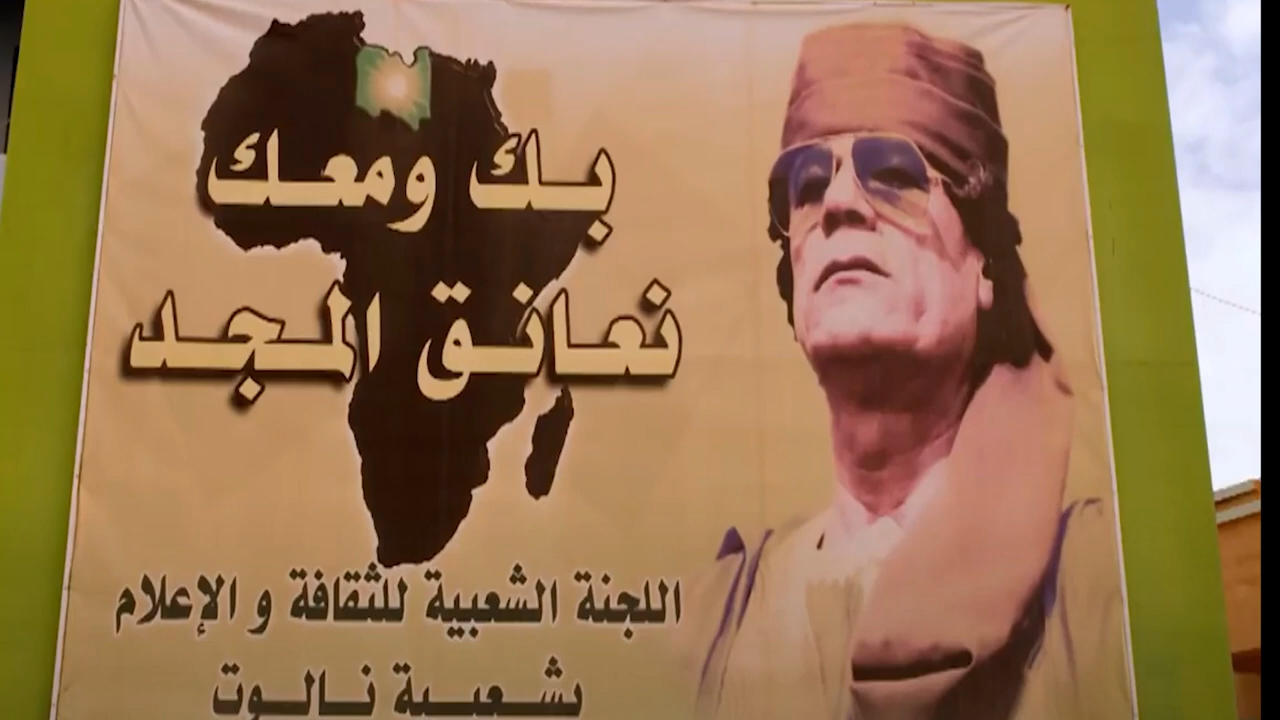 بك ومعك
نعانق المجد
اللجنة الشعبية للثقافة و الإعلام
بشعبية نالوت